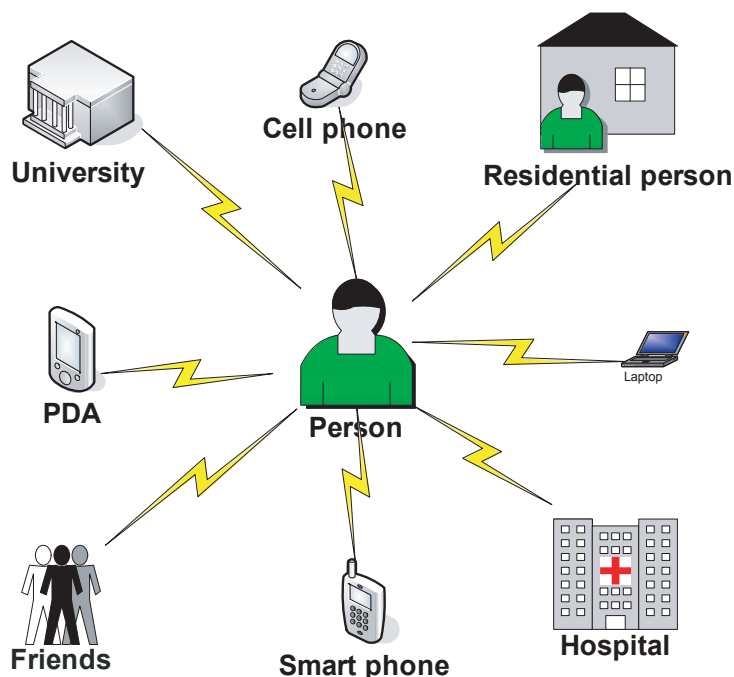 Cell phone
University
Residential person
Laptop
PDA
Person
Friends
Smart phone
Hospital